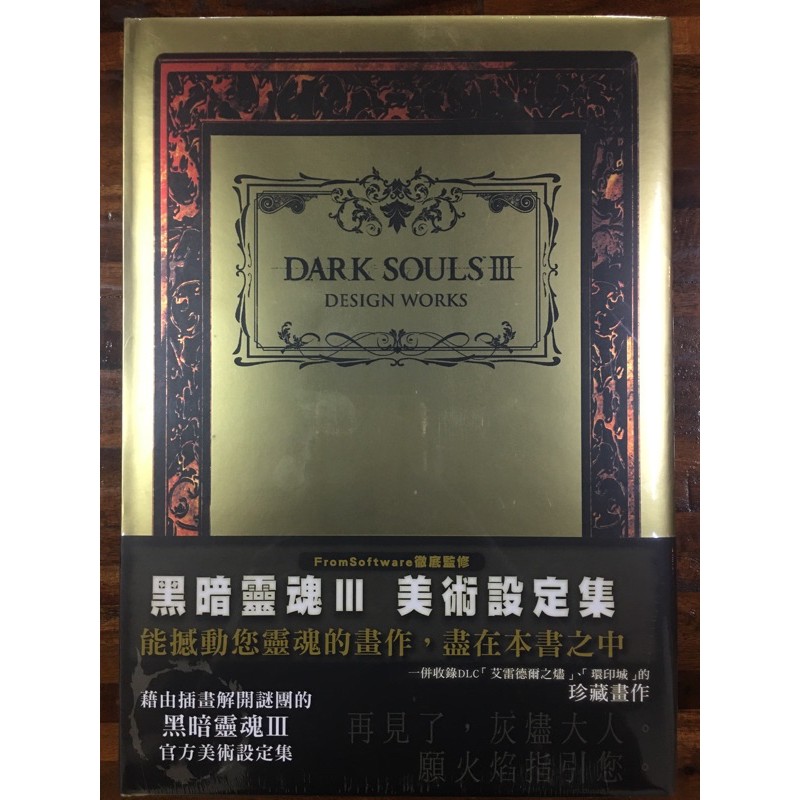 DARK SOULS III
DESIGN WORKS
FromSoftware徹底監修
黑暗靈魂III 美術設定集
能撼動您靈魂的畫作，盡在本書之中
一併收錄DLC「艾雷德爾之燼」、「環印城」的
珍藏畫作
藉由插畫解開謎團的
黑暗靈魂III
官方美術設定集
再見了，灰燼大人。
願火焰指引您。